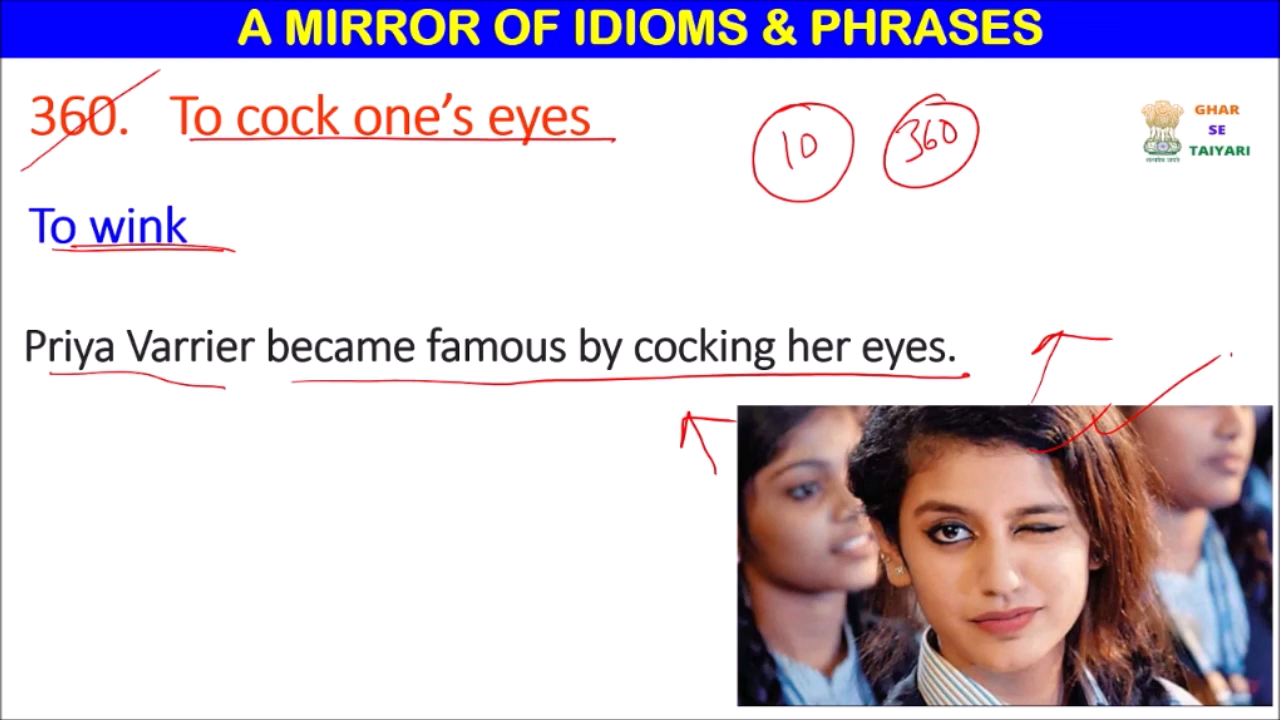 A MIRROR OF IDIOMS & PHRASES
360. To cock one's eyes
10 360
GHAR
SE
TAIYARI
To wink
Priya Varrier became famous by cocking her eyes.